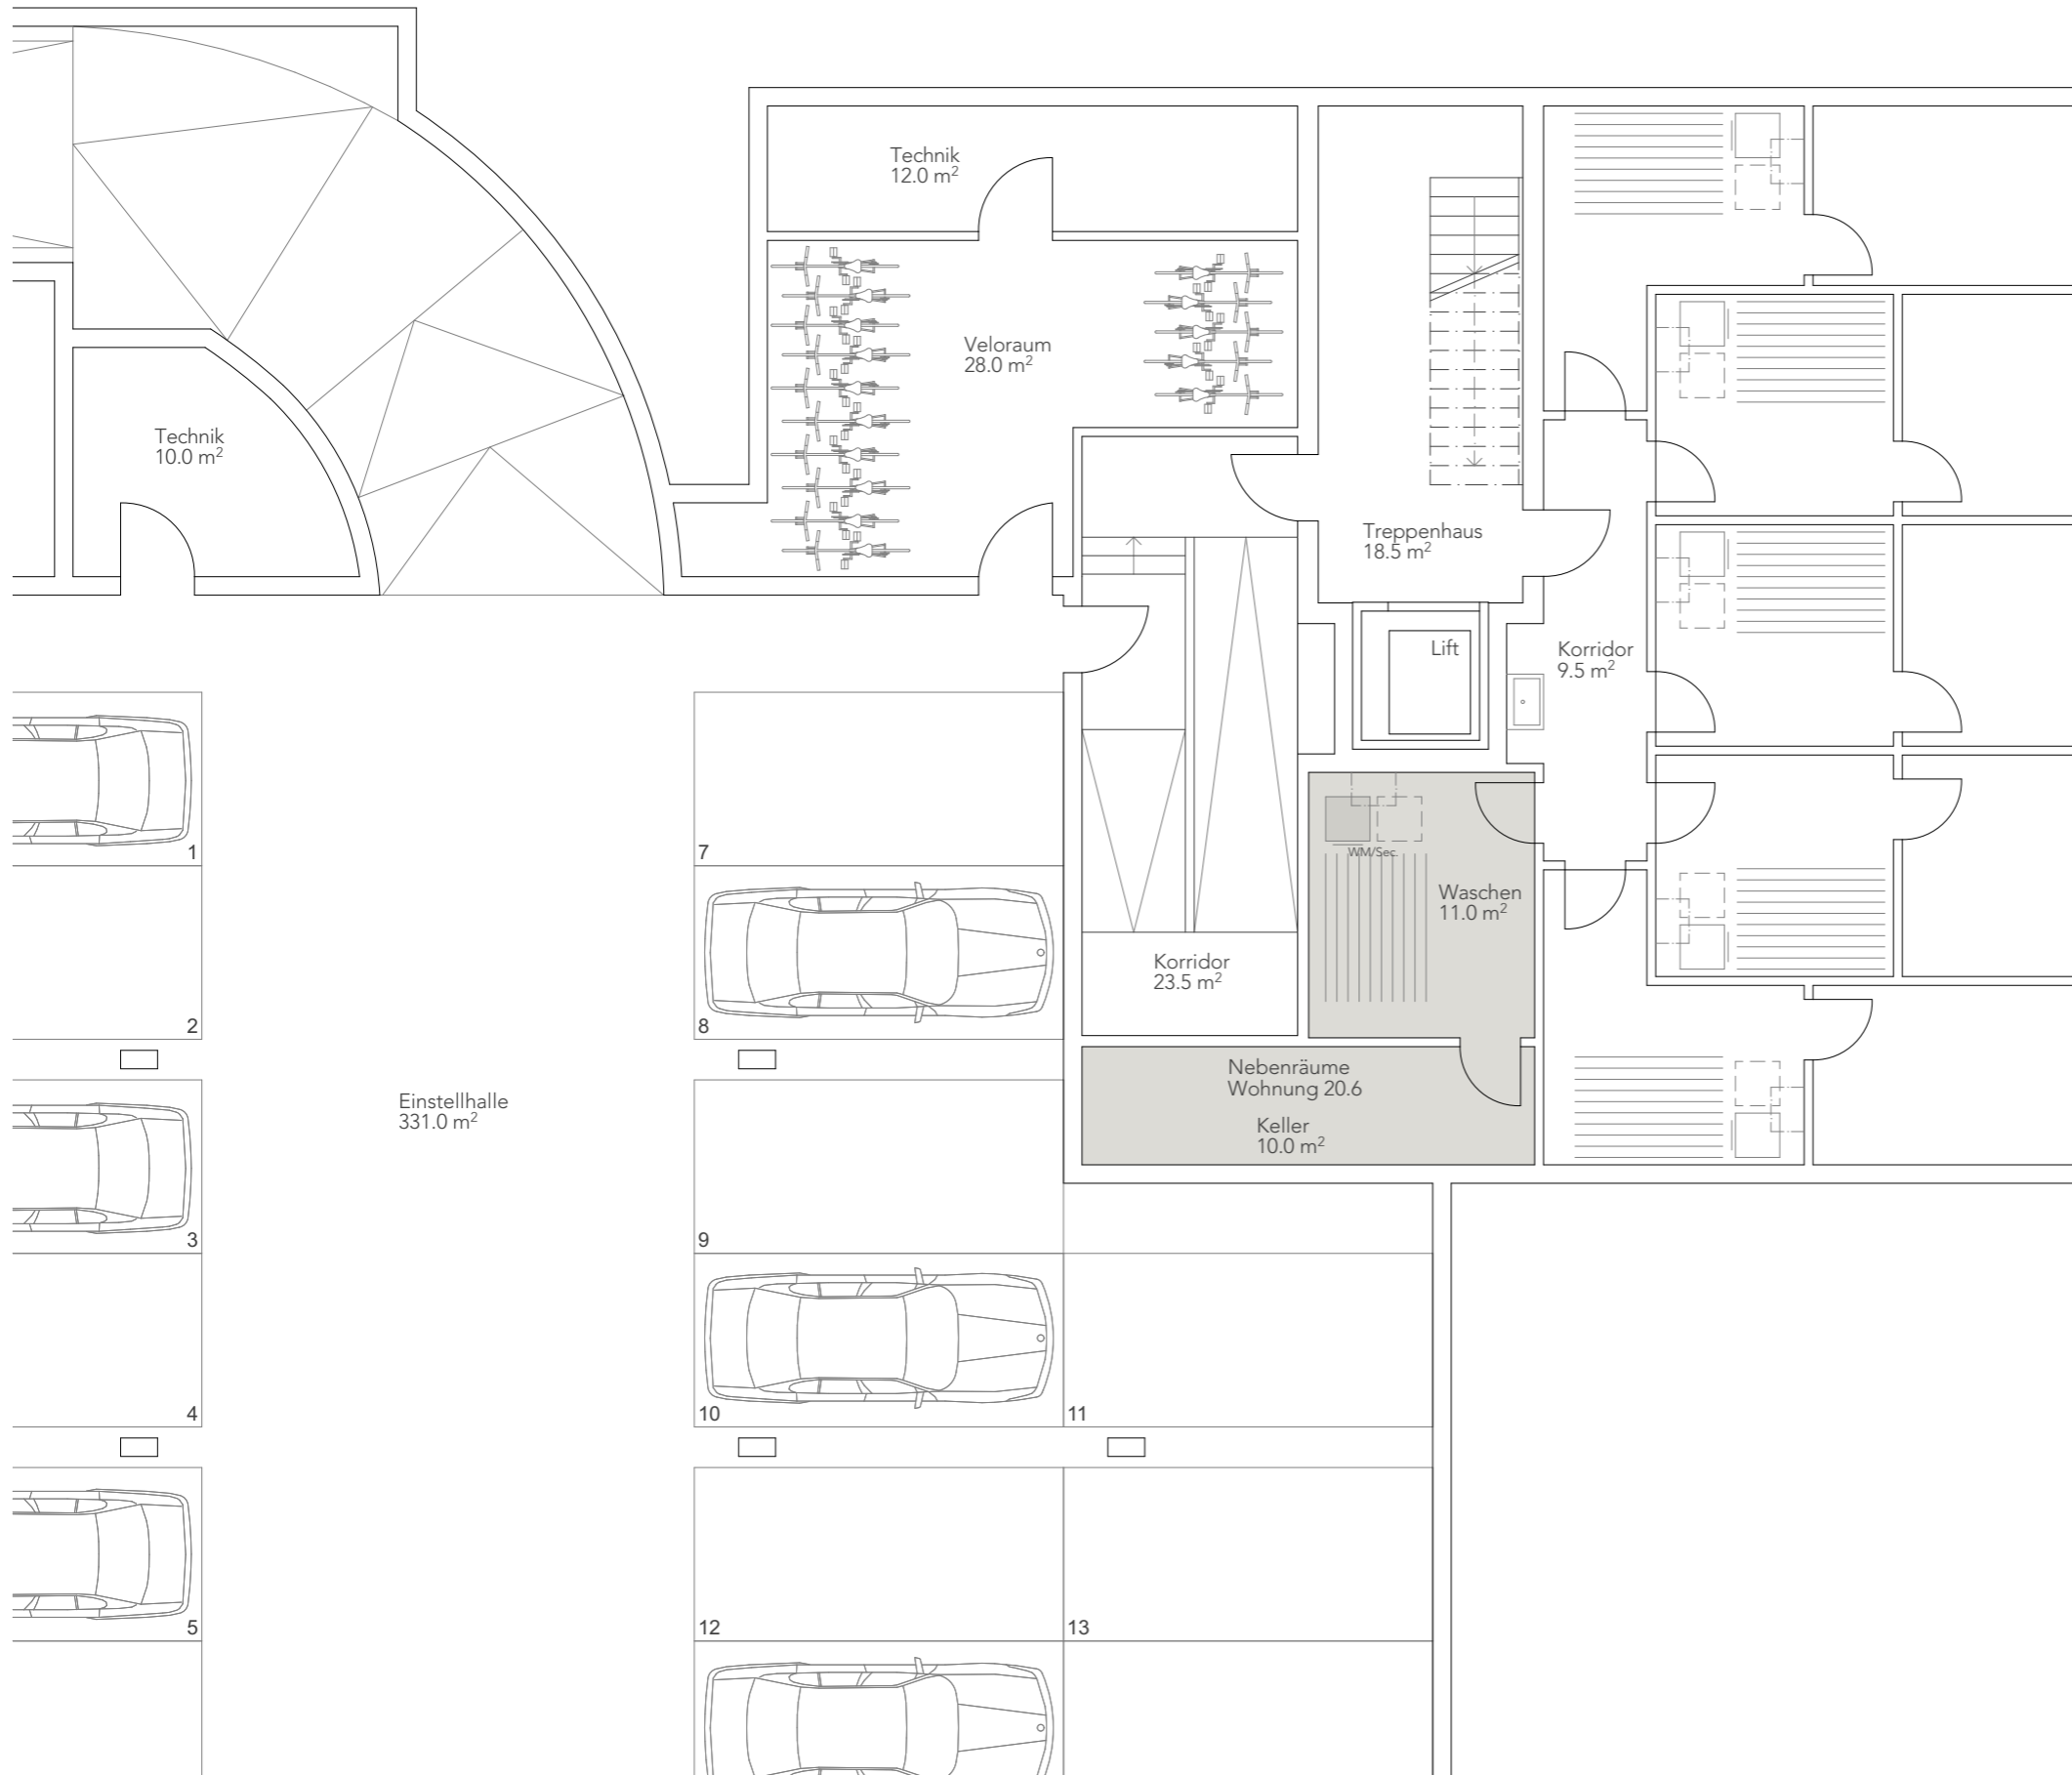 Technik
12.0 m²
Veloraum
28.0 m²
Technik
10.0 m²
Treppenhaus
18.5 m²
Lift
Korridor
9.5 m²
1
7
WM/Sec.
Waschen
11.0 m²
Korridor
23.5 m²
2
8
Nebenräume
Wohnung 20.6
Keller
10.0 m²
Einstellhalle
331.0 m²
3
9
4
10
11
5
12
13